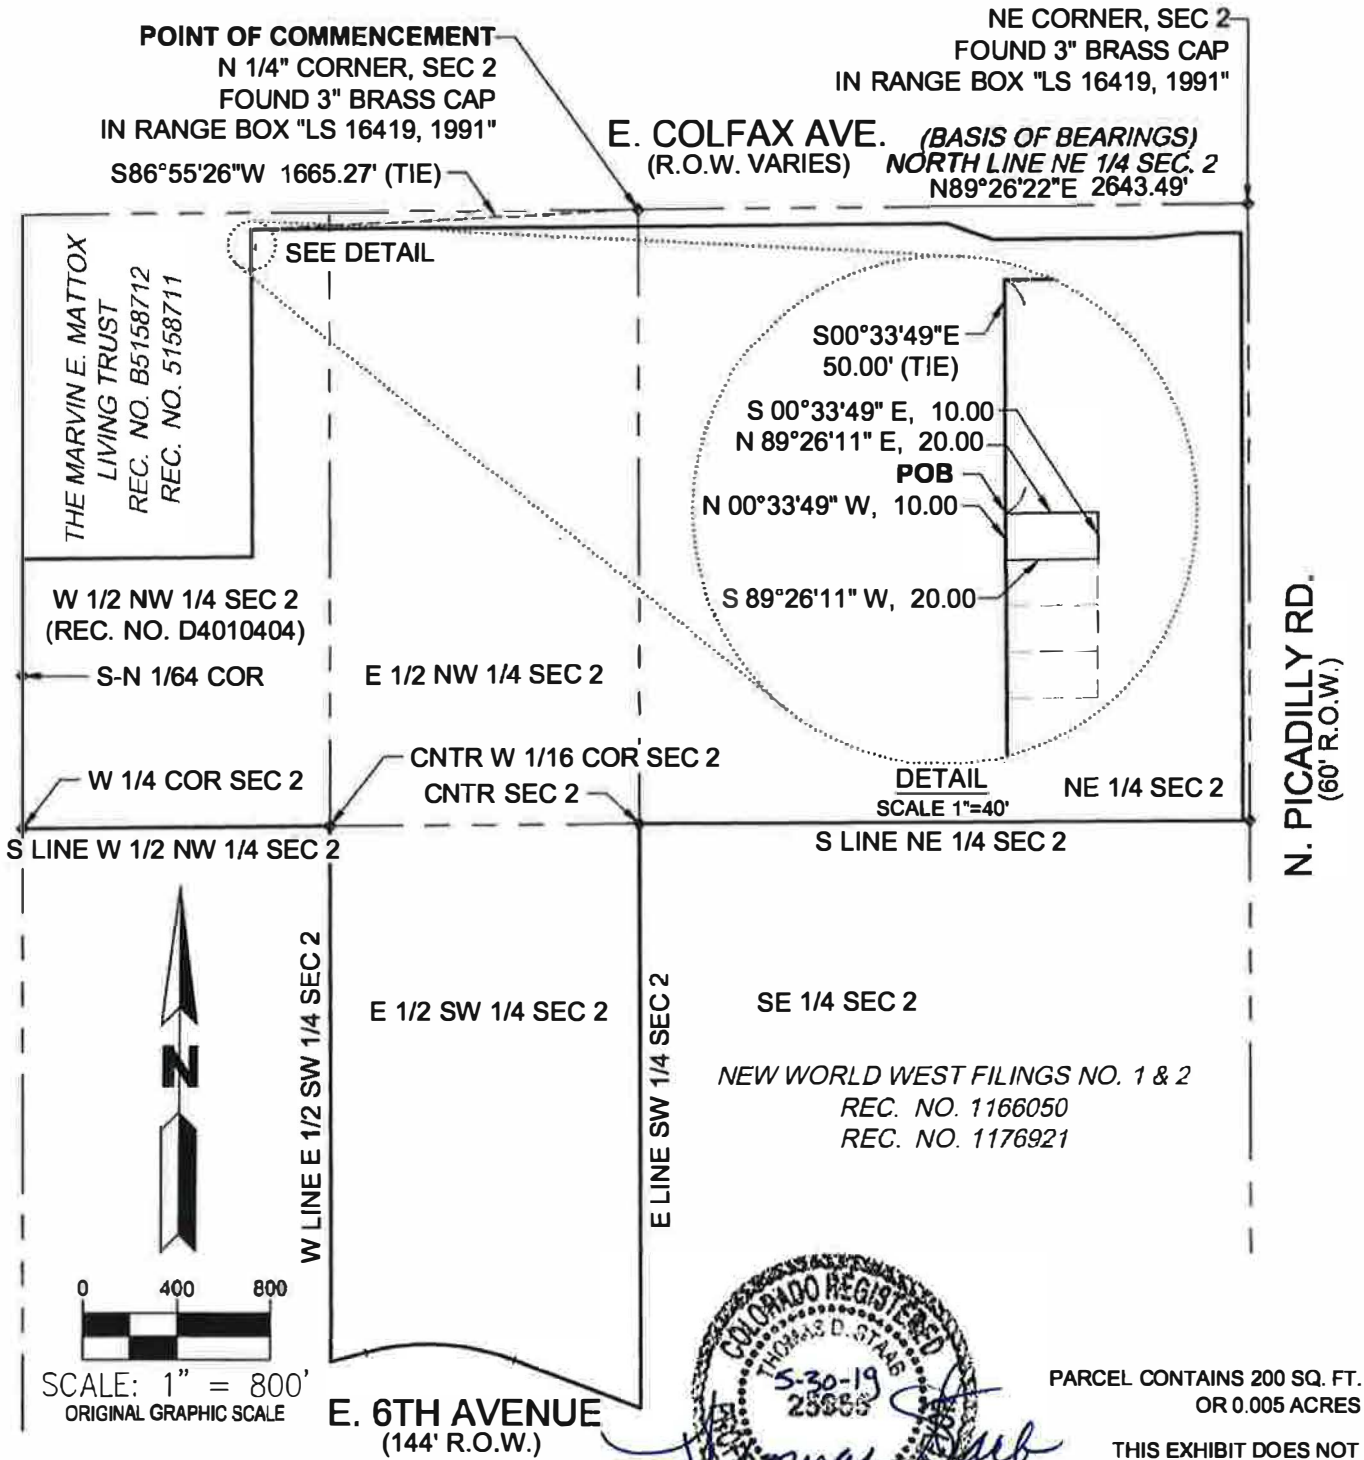 POINT OF COMMENCEMENT
N 1/4" CORNER, SEC 2
FOUND 3" BRASS CAP
IN RANGE BOX "LS 16419, 1991"
S86°55'26"W 1665.27' (TIE)
NE CORNER, SEC 2
FOUND 3" BRASS CAP
IN RANGE BOX "LS 16419, 1991"
E. COLFAX AVE.
(R.O.W. VARIES)
(BASIS OF BEARINGS)
NORTH LINE NE 1/4 SEC. 2
N89°26'22"E 2643.49'
SEE DETAIL
THE MARVIN E. MATTOX
LIVING TRUST
REC. NO. B5158712
REC. NO. 5158711
S00°33'49"E
50.00' (TIE)
S 00°33'49" E, 10.00
N 89°26'11" E, 20.00
POB
N 00°33'49" W, 10.00
S 89°26'11" W, 20.00
W 1/2 NW 1/4 SEC 2
(REC. NO. D4010404)
S-N 1/64 COR
E 1/2 NW 1/4 SEC 2
CNTR W 1/16 COR SEC 2
W 1/4 COR SEC 2
CNTR SEC 2
DETAIL
SCALE 1"=40'
NE 1/4 SEC 2
N. PICADILLY RD.
(60' R.O.W.)
S LINE W 1/2 NW 1/4 SEC 2
S LINE NE 1/4 SEC 2
W LINE E 1/2 SW 1/4 SEC 2
E 1/2 SW 1/4 SEC 2
E LINE SW 1/4 SEC 2
SE 1/4 SEC 2
NEW WORLD WEST FILINGS NO. 1 & 2
REC. NO. 1166050
REC. NO. 1176921
N
0 400 800
SCALE: 1" = 800'
ORIGINAL GRAPHIC SCALE
E. 6TH AVENUE
(144' R.O.W.)
COLORADO REGISTERED
THOMAS D. STAAB
5-30-19
PARCEL CONTAINS 200 SQ. FT.
OR 0.005 ACRES
THIS EXHIBIT DOES NOT